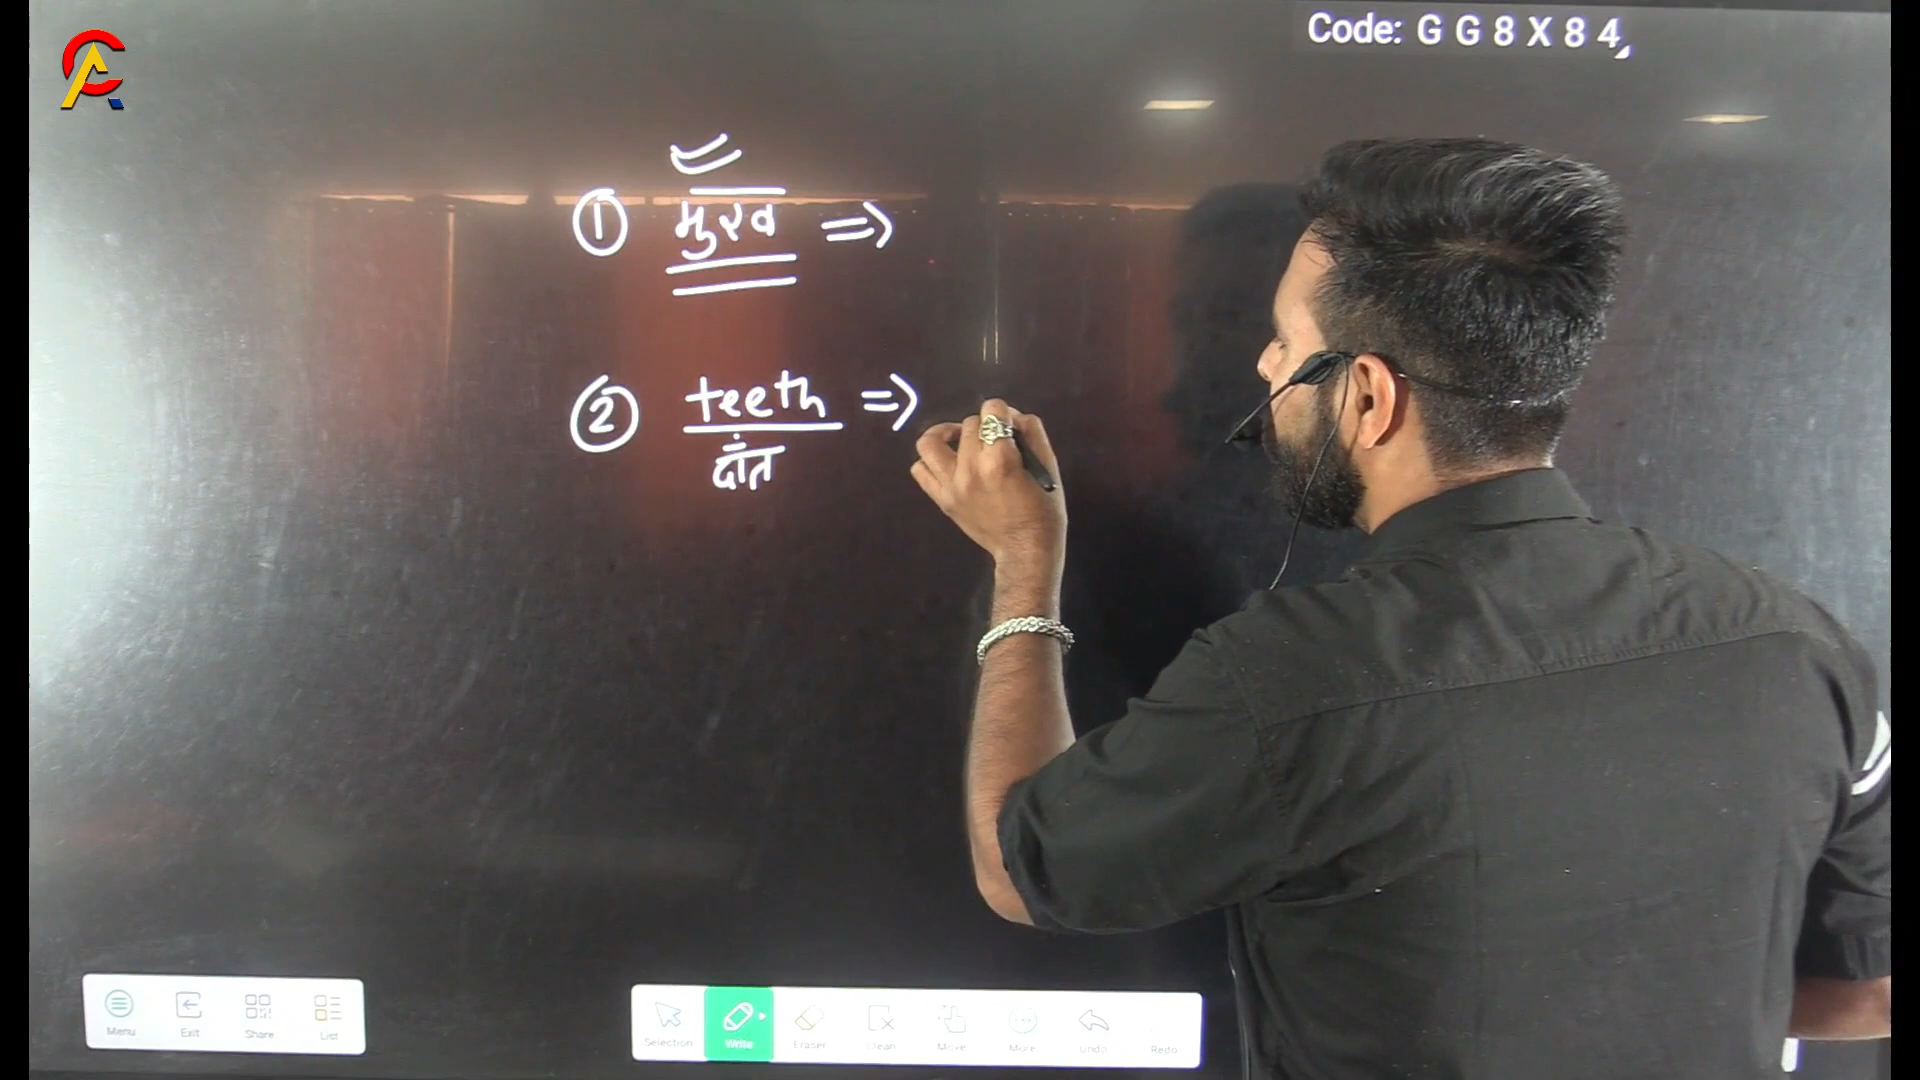 Code: G G 8 X 8 4
① मुख ⇒
② teeth ⇒
दाँत
Menu Exit Share List
Selection Write Eraser Clean Move More Undo Redo